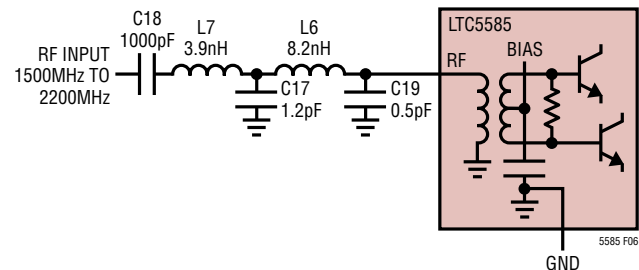 C18
1000pF
L7
3.9nH
L6
8.2nH
RF INPUT
1500MHz TO
2200MHz
C17
1.2pF
C19
0.5pF
LTC5585
RF
BIAS
5585 F06
GND